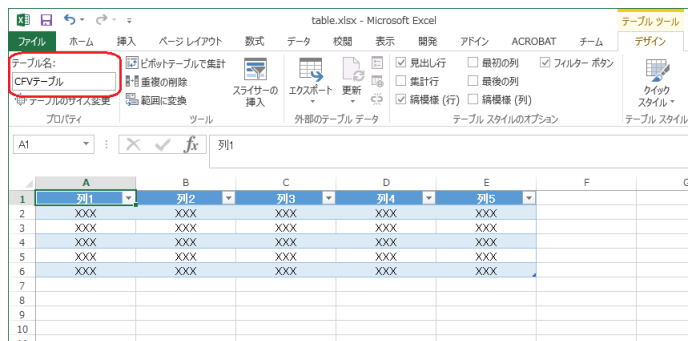 table.xlsx - Microsoft Excel
テーブル ツール
ファイル ホーム 挿入 ページ レイアウト 数式 データ 校閲 表示 開発 アドイン ACROBAT チーム デザイン
テーブル名:
CFVテーブル
テーブルのサイズ変更
プロパティ
ピボットテーブルで集計
重複の削除
範囲に変換
ツール
スライサーの
挿入
エクスポート
更新
外部のテーブル データ
見出し行 最初の列 フィルター ボタン
集計行 最後の列
縞模様 (行) 縞模様 (列)
テーブル スタイルのオプション
クイック
スタイル
テーブル スタイル
A1 fx 列1
A B C D E F G
1 列1 列2 列3 列4 列5
2 XXX XXX XXX XXX XXX
3 XXX XXX XXX XXX XXX
4 XXX XXX XXX XXX XXX
5 XXX XXX XXX XXX XXX
6 XXX XXX XXX XXX XXX
7
8
9
10